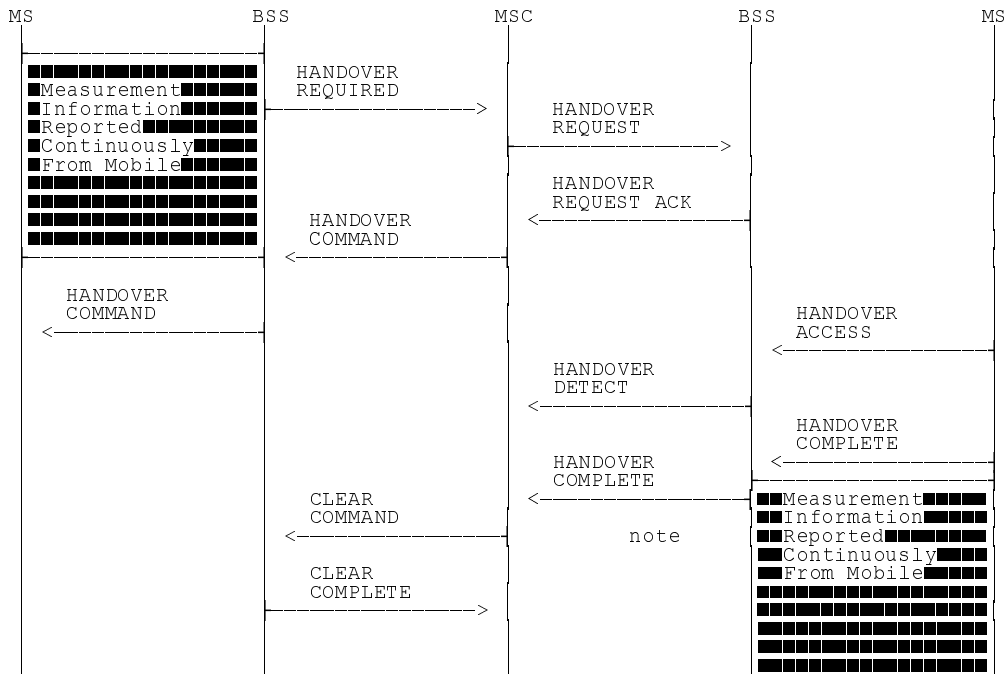 MS BSS MSC BSS MS
HANDOVER
REQUIRED
Measurement
Information
Reported
Continuously
From Mobile
HANDOVER
REQUEST
HANDOVER
REQUEST ACK
HANDOVER
COMMAND
HANDOVER
COMMAND
HANDOVER
ACCESS
HANDOVER
DETECT
HANDOVER
COMPLETE
HANDOVER
COMPLETE
CLEAR
COMMAND
note
Measurement
Information
Reported
Continuously
From Mobile
CLEAR
COMPLETE